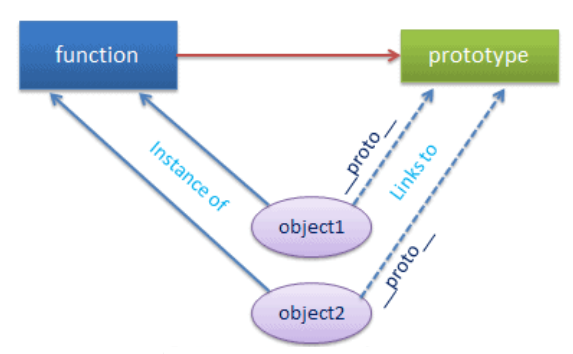 function
prototype
Instance of
__proto__
Links to
object1
__proto__
object2